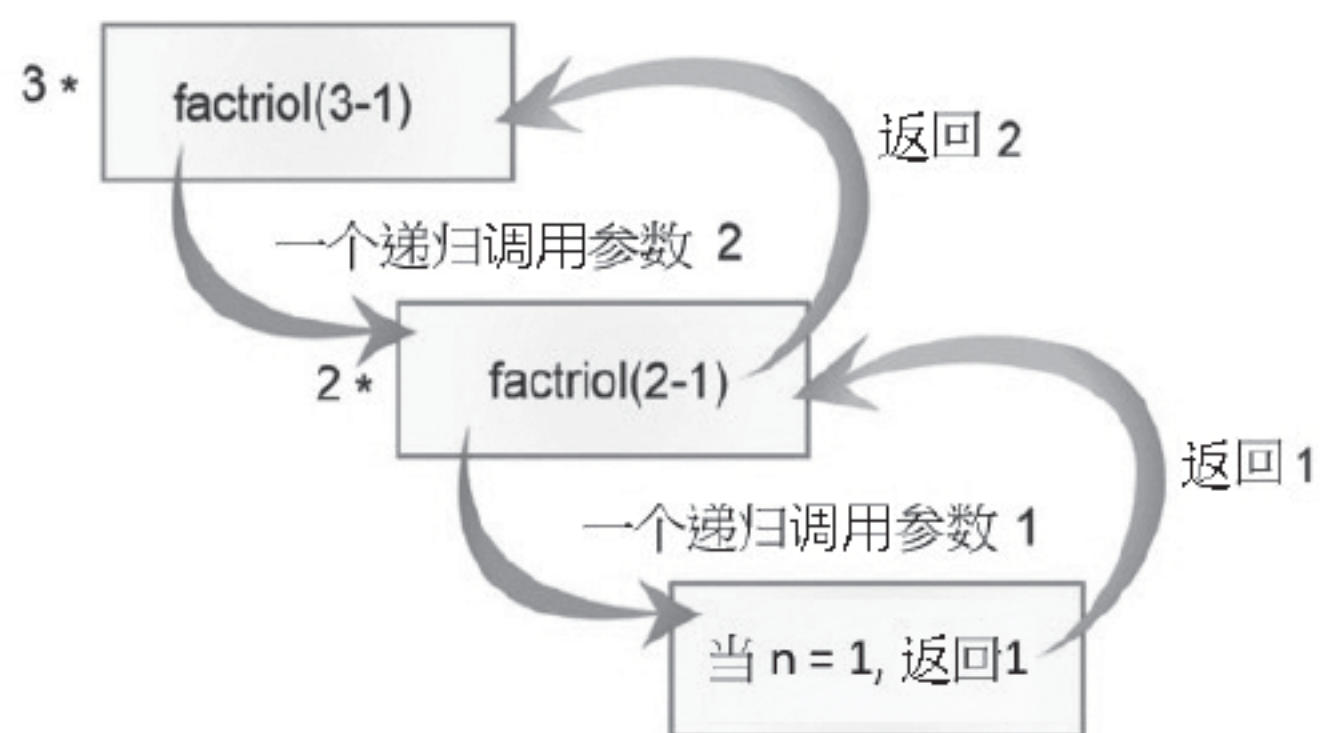 3 * factriol(3-1)
返回 2
一个递归调用参数 2
2 * factriol(2-1)
返回 1
一个递归调用参数 1
当 n = 1, 返回1